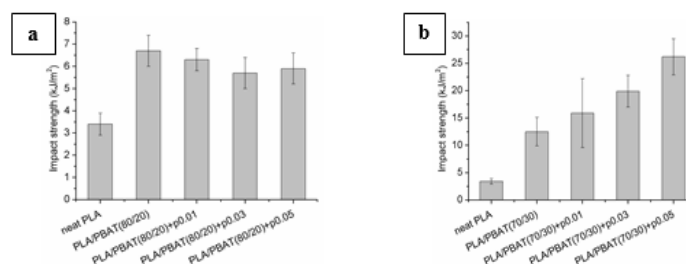 a
Impact strength (kJ/m²)
8
7
6
5
4
3
2
1
0
neat PLA
PLA/PBAT(80/20)
PLA/PBAT(80/20)+p0.01
PLA/PBAT(80/20)+p0.03
PLA/PBAT(80/20)+p0.05
b
Impact strength (kJ/m²)
30
25
20
15
10
5
0
neat PLA
PLA/PBAT(70/30)
PLA/PBAT(70/30)+p0.01
PLA/PBAT(70/30)+p0.03
PLA/PBAT(70/30)+p0.05